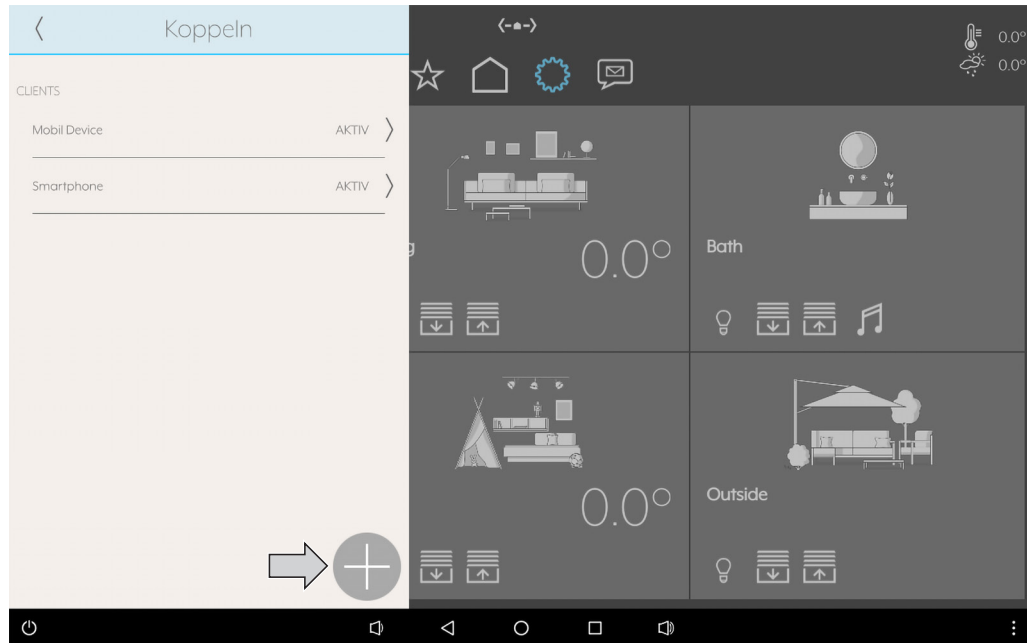 Koppeln
CLIENTS
Mobil Device AKTIV
Smartphone AKTIV
0.0°
0.0°
g 0.0°
Bath
0.0°
Outside